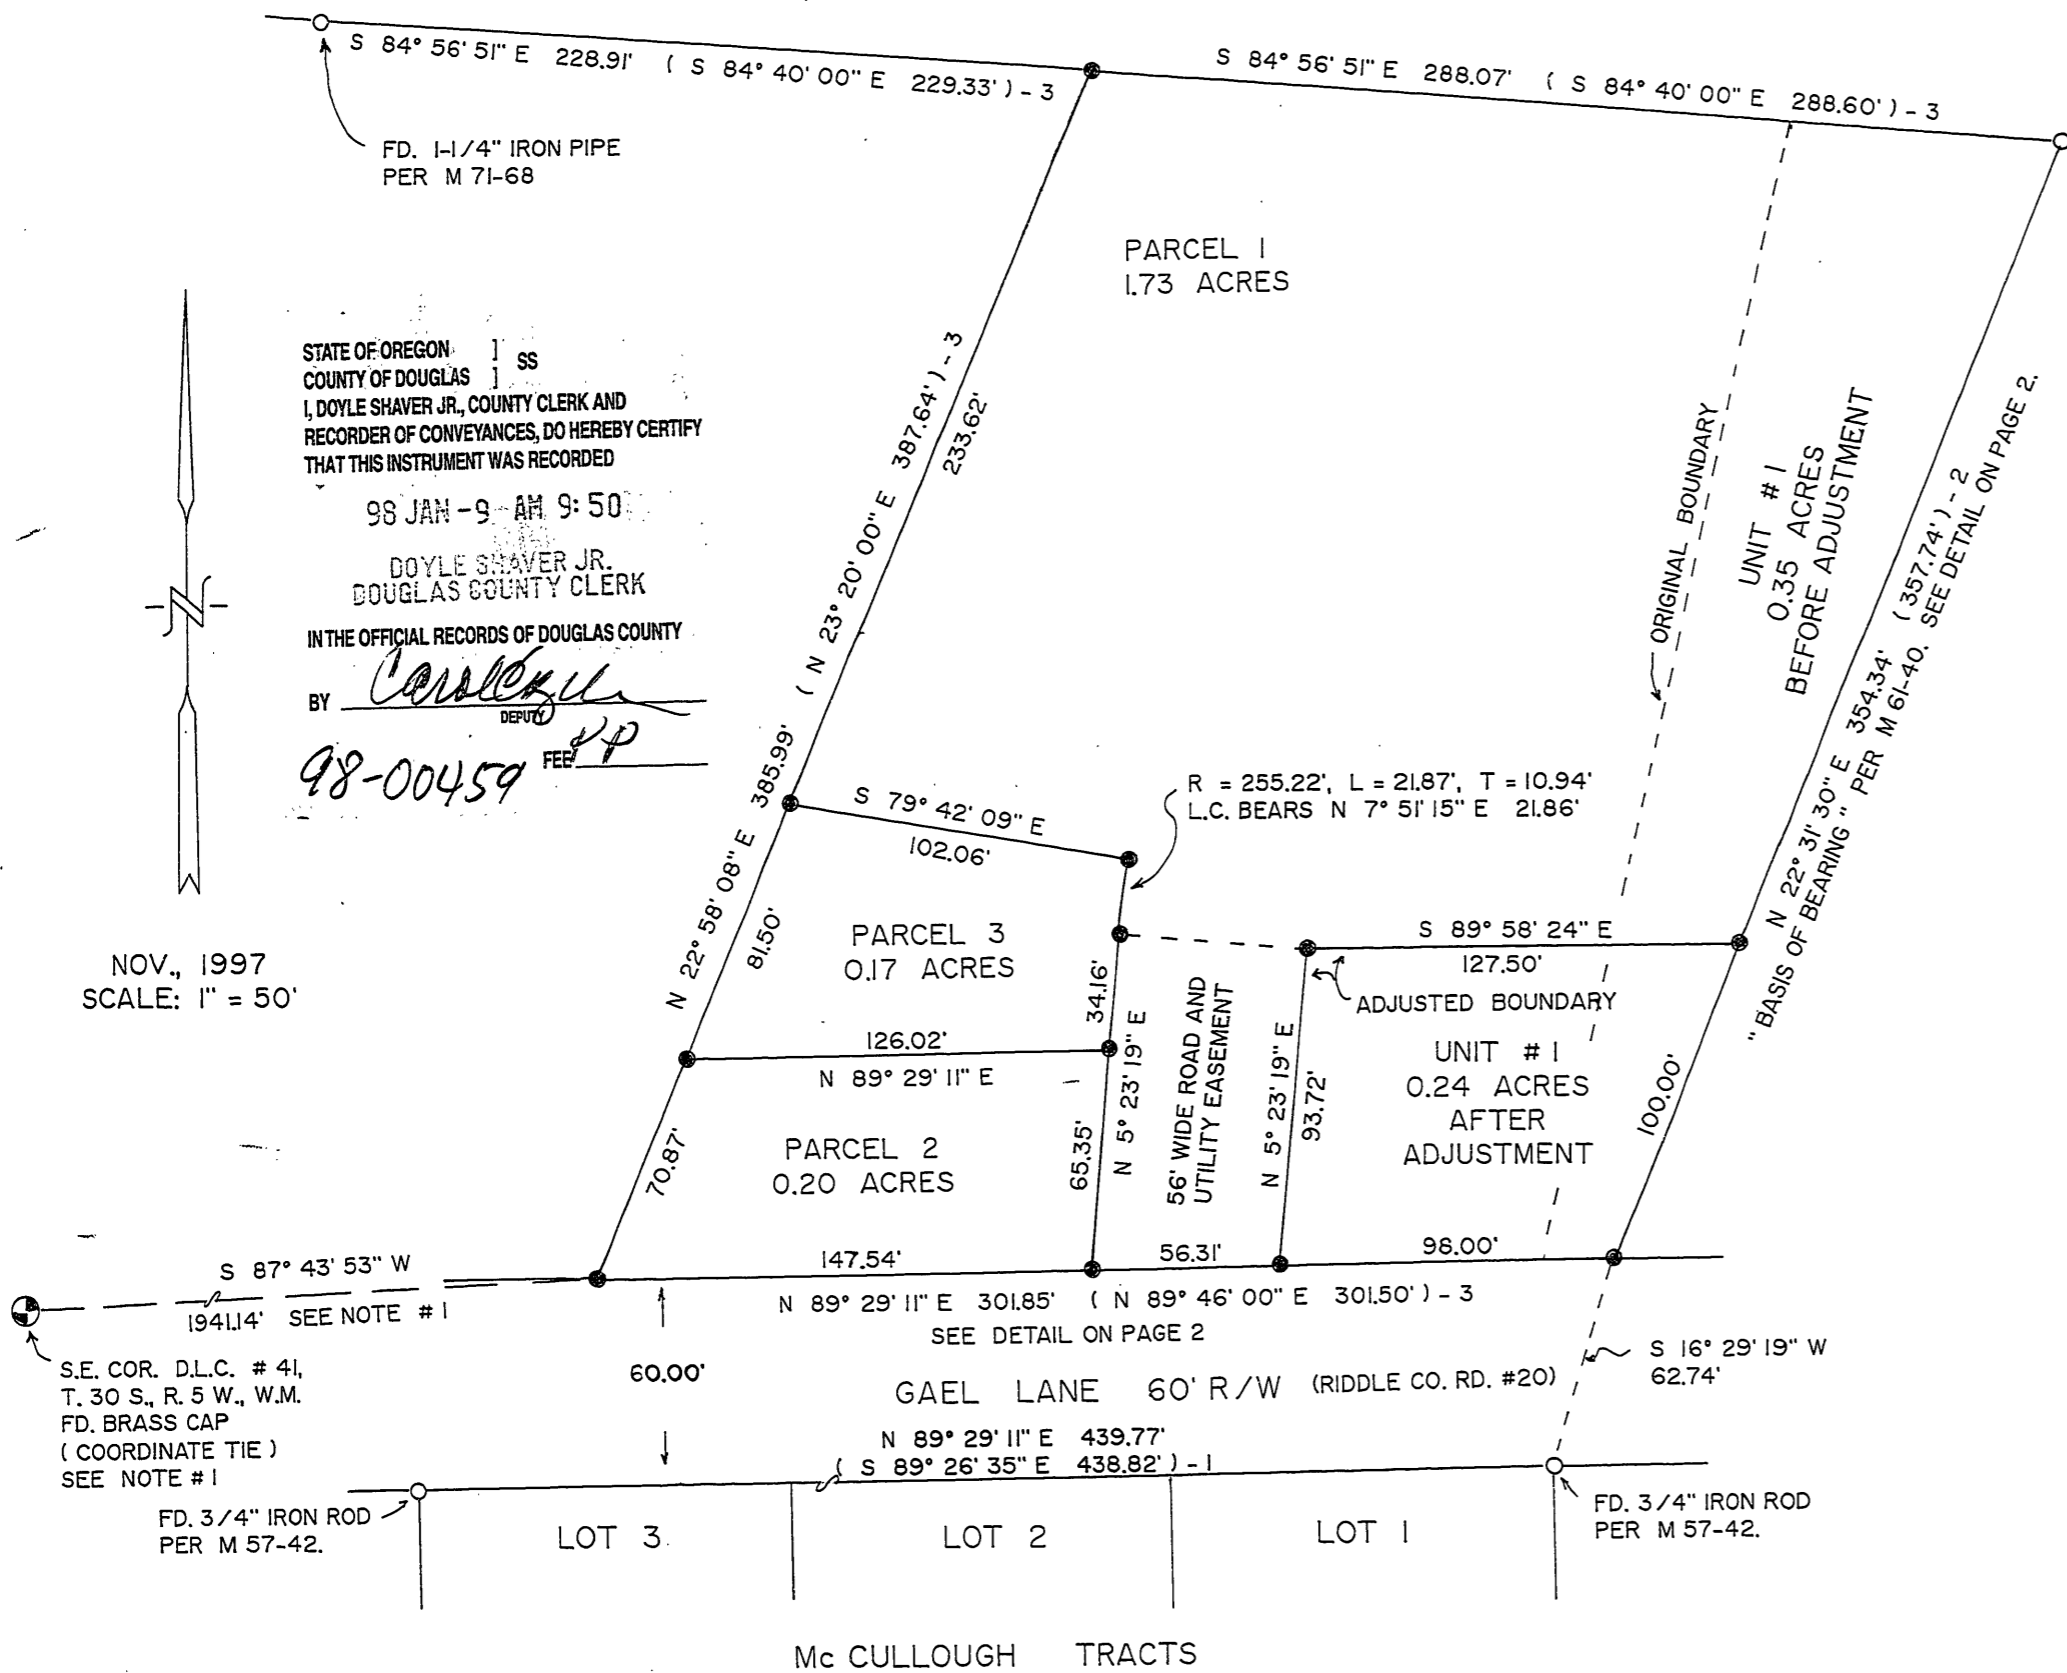 S 84° 56' 51" E 228.91' ( S 84° 40' 00" E 229.33' ) - 3
S 84° 56' 51" E 288.07' ( S 84° 40' 00" E 288.60' ) - 3
FD. 1-1/4" IRON PIPE
PER M 71-68
PARCEL 1
1.73 ACRES
STATE OF OREGON ] SS
COUNTY OF DOUGLAS ]
I, DOYLE SHAVER JR., COUNTY CLERK AND
RECORDER OF CONVEYANCES, DO HEREBY CERTIFY
THAT THIS INSTRUMENT WAS RECORDED
98 JAN -9 AM 9:50
DOYLE SHAVER JR.
DOUGLAS COUNTY CLERK
IN THE OFFICIAL RECORDS OF DOUGLAS COUNTY
BY
DEPUTY
98-00459 FEE
N
NOV., 1997
SCALE: 1" = 50'
N 22° 58' 08" E 385.99' ( N 23° 20' 00" E 387.64' ) - 3
233.62'
81.50'
70.87'
ORIGINAL BOUNDARY
UNIT # 1
0.35 ACRES
BEFORE ADJUSTMENT
N 22° 31' 30" E 354.34' ( 357.74' ) - 2
" BASIS OF BEARING " PER M 61-40. SEE DETAIL ON PAGE 2.
R = 255.22', L = 21.87', T = 10.94'
L.C. BEARS N 7° 51' 15" E 21.86'
S 79° 42' 09" E
102.06'
PARCEL 3
0.17 ACRES
34.16'
126.02'
N 89° 29' 11" E
N 5° 23' 19" E
65.35'
PARCEL 2
0.20 ACRES
56' WIDE ROAD AND
UTILITY EASEMENT
S 89° 58' 24" E
127.50'
ADJUSTED BOUNDARY
N 5° 23' 19" E
93.72'
UNIT # 1
0.24 ACRES
AFTER
ADJUSTMENT
100.00'
S 87° 43' 53" W
1941.14' SEE NOTE # 1
147.54'
56.31'
98.00'
N 89° 29' 11" E 301.85' ( N 89° 46' 00" E 301.50' ) - 3
SEE DETAIL ON PAGE 2
S.E. COR. D.L.C. # 41,
T. 30 S., R. 5 W., W.M.
FD. BRASS CAP
( COORDINATE TIE )
SEE NOTE # 1
60.00'
GAEL LANE 60' R/W (RIDDLE CO. RD. #20)
S 16° 29' 19" W
62.74'
N 89° 29' 11" E 439.77'
( S 89° 26' 35" E 438.82' ) - 1
FD. 3/4" IRON ROD
PER M 57-42.
LOT 3
LOT 2
LOT 1
FD. 3/4" IRON ROD
PER M 57-42.
Mc CULLOUGH TRACTS